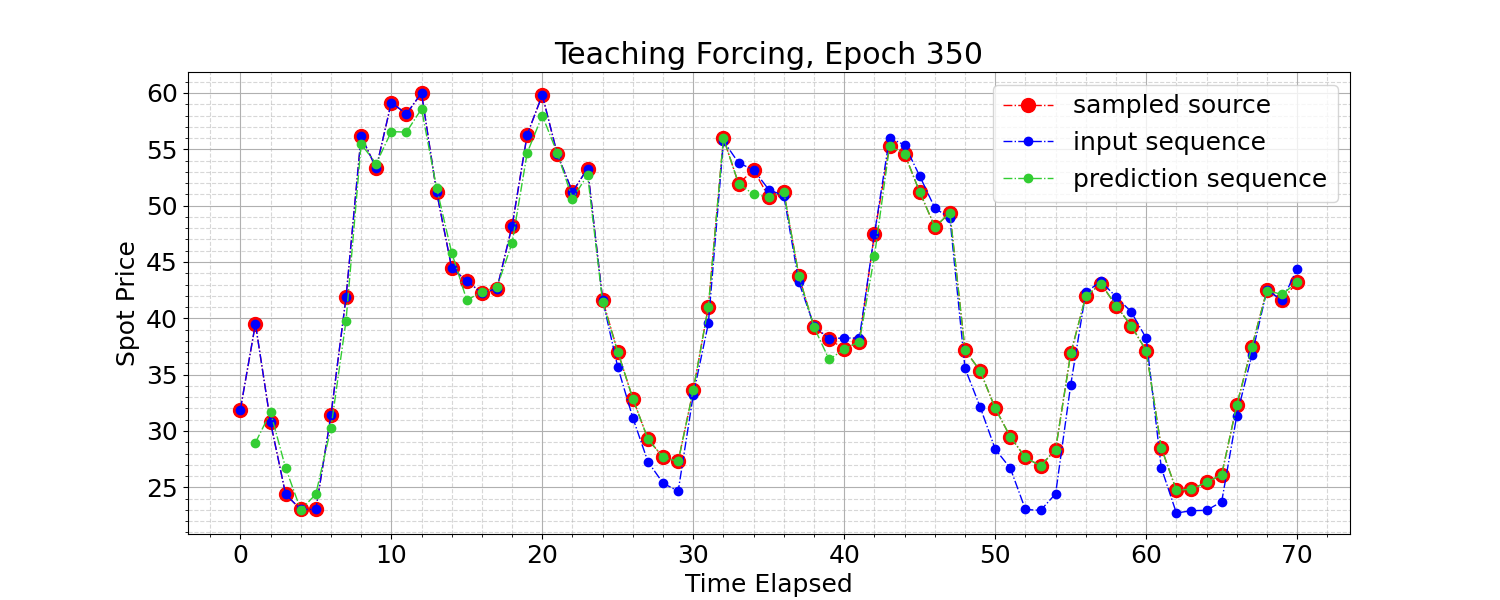 Teaching Forcing, Epoch 350
Spot Price
60
55
50
45
40
35
30
25
sampled source
input sequence
prediction sequence
0 10 20 30 40 50 60 70
Time Elapsed